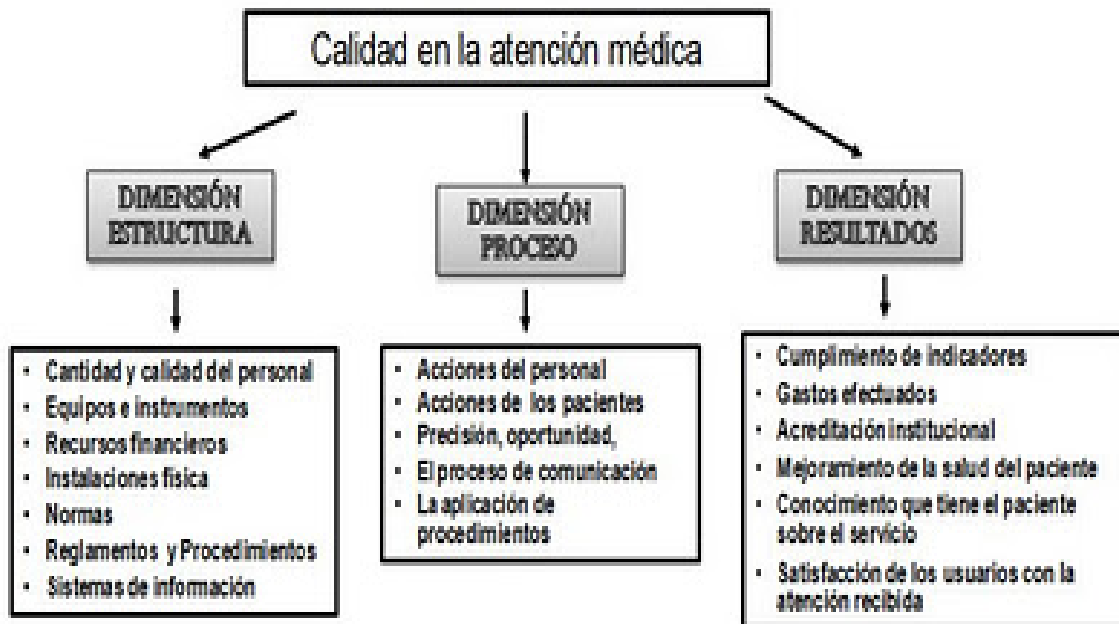 Calidad en la atención médica
DIMENSIÓN
ESTRUCTURA
• Cantidad y calidad del personal
• Equipos e instrumentos
• Recursos financieros
• Instalaciones física
• Normas
• Reglamentos y Procedimientos
• Sistemas de información
DIMENSIÓN
PROCESO
• Acciones del personal
• Acciones de los pacientes
• Precisión, oportunidad,
• El proceso de comunicación
• La aplicación de
procedimientos
DIMENSIÓN
RESULTADOS
• Cumplimiento de indicadores
• Gastos efectuados
• Acreditación institucional
• Mejoramiento de la salud del paciente
• Conocimiento que tiene el paciente
sobre el servicio
• Satisfacción de los usuarios con la
atención recibida